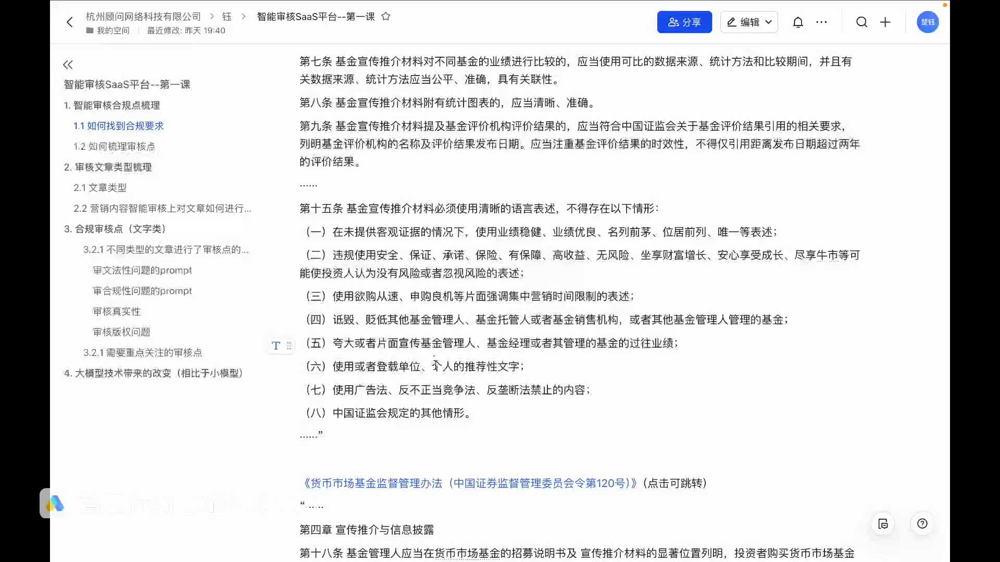 杭州顾问网络科技有限公司 > 钰 > 智能审核SaaS平台--第一课
我的空间 最近修改: 昨天 19:40
分享
编辑
楚钰
智能审核SaaS平台--第一课
1. 智能审核合规点梳理
1.1 如何找到合规要求
1.2 如何梳理审核点
2. 审核文章类型梳理
2.1 文章类型
2.2 营销内容智能审核上对文章如何进行...
3. 合规审核点（文字类）
3.2.1 不同类型的文章进行了审核点的...
审文法性问题的prompt
审合规性问题的prompt
审核真实性
审核版权问题
3.2.1 需要重点关注的审核点
4. 大模型技术带来的改变（相比于小模型）
第七条 基金宣传推介材料对不同基金的业绩进行比较的，应当使用可比的数据来源、统计方法和比较期间，并且有
关数据来源、统计方法应当公平、准确，具有关联性。
第八条 基金宣传推介材料附有统计图表的，应当清晰、准确。
第九条 基金宣传推介材料提及基金评价机构评价结果的，应当符合中国证监会关于基金评价结果引用的相关要求，
列明基金评价机构的名称及评价结果发布日期。应当注重基金评价结果的时效性，不得仅引用距离发布日期超过两年
的评价结果。
......
第十五条 基金宣传推介材料必须使用清晰的语言表述，不得存在以下情形：
（一）在未提供客观证据的情况下，使用业绩稳健、业绩优良、名列前茅、位居前列、唯一等表述；
（二）违规使用安全、保证、承诺、保险、有保障、高收益、无风险、坐享财富增长、安心享受成长、尽享牛市等可
能使投资人认为没有风险或者忽视风险的表述；
（三）使用欲购从速、申购良机等片面强调集中营销时间限制的表述；
（四）诋毁、贬低其他基金管理人、基金托管人或者基金销售机构，或者其他基金管理人管理的基金；
T
（五）夸大或者片面宣传基金管理人、基金经理或者其管理的基金的过往业绩；
（六）使用或者登载单位、个人的推荐性文字；
（七）使用广告法、反不正当竞争法、反垄断法禁止的内容；
（八）中国证监会规定的其他情形。
......”
《货币市场基金监督管理办法（中国证券监督管理委员会令第120号）》（点击可跳转）
“......
第四章 宣传推介与信息披露
第十八条 基金管理人应当在货币市场基金的招募说明书及 宣传推介材料的显著位置列明，投资者购买货币市场基金